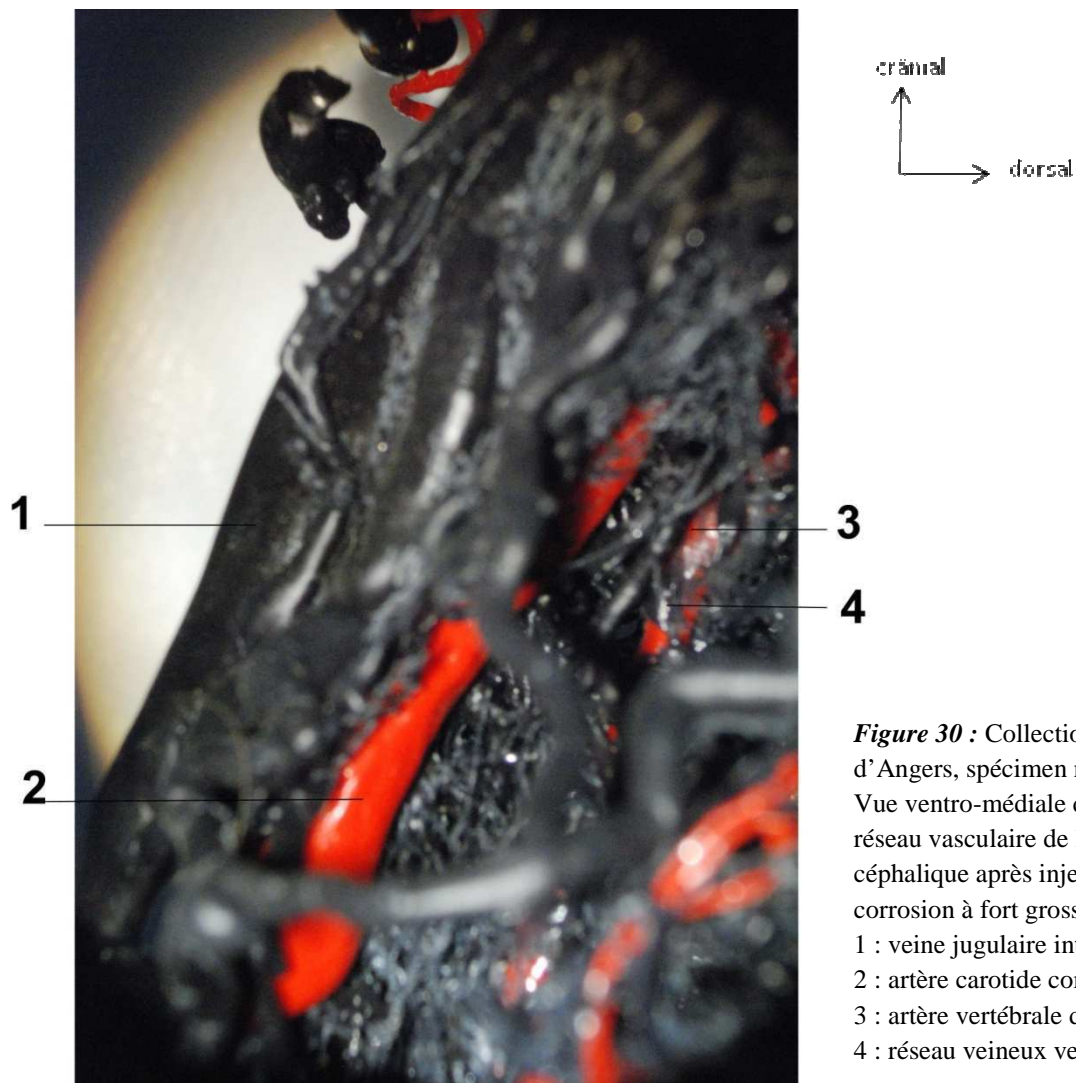 crânial
dorsal
1
2
3
4
Figure 30 : Collectio
d’Angers, spécimen
Vue ventro-médiale
réseau vasculaire de
céphalique après inje
corrosion à fort gross
1 : veine jugulaire in
2 : artère carotide co
3 : artère vertébrale
4 : réseau veineux ve